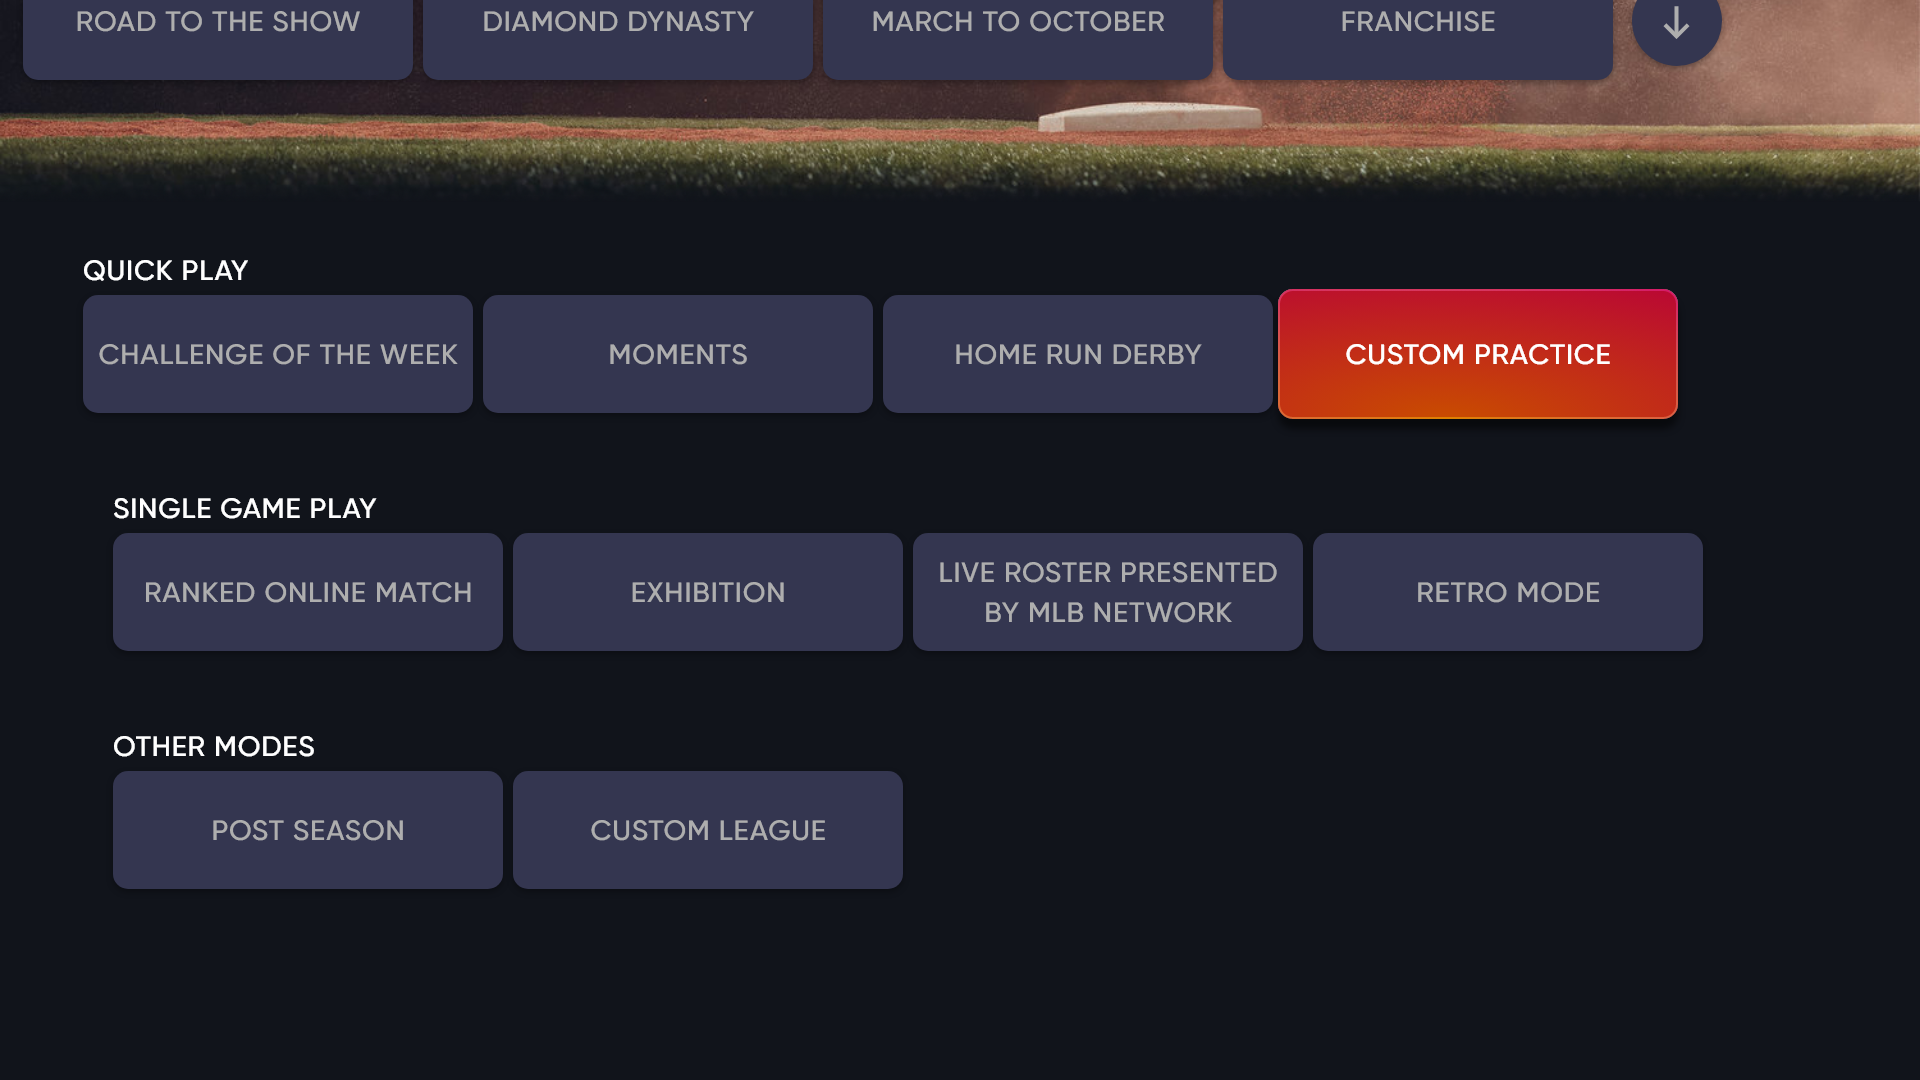 ROAD TO THE SHOW
DIAMOND DYNASTY
MARCH TO OCTOBER
FRANCHISE
QUICK PLAY
CHALLENGE OF THE WEEK
MOMENTS
HOME RUN DERBY
CUSTOM PRACTICE
SINGLE GAME PLAY
RANKED ONLINE MATCH
EXHIBITION
LIVE ROSTER PRESENTED
BY MLB NETWORK
RETRO MODE
OTHER MODES
POST SEASON
CUSTOM LEAGUE